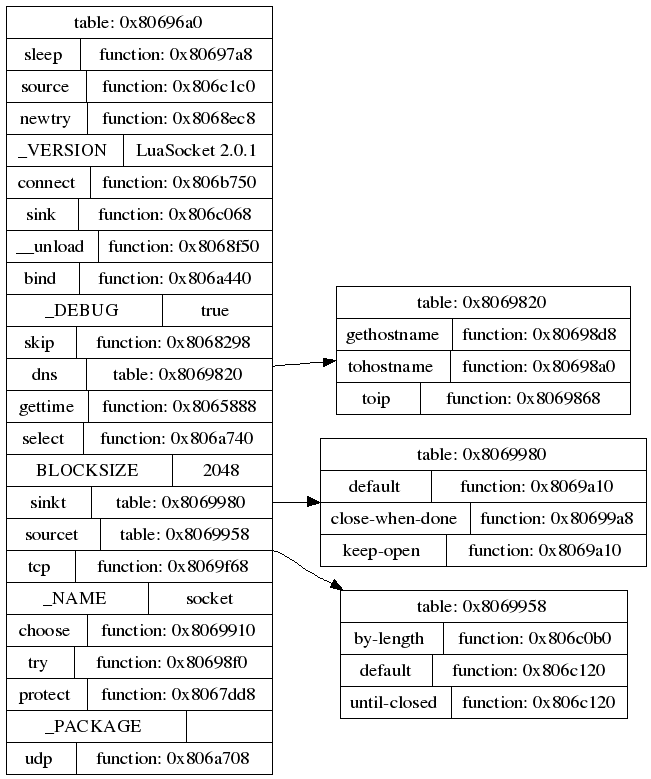 table: 0x80696a0
sleep function: 0x80697a8
source function: 0x806c1c0
newtry function: 0x8068ec8
_VERSION LuaSocket 2.0.1
connect function: 0x806b750
sink function: 0x806c068
__unload function: 0x8068f50
bind function: 0x806a440
_DEBUG true
skip function: 0x8068298
dns table: 0x8069820
gettime function: 0x8065888
select function: 0x806a740
BLOCKSIZE 2048
sinkt table: 0x8069980
sourcet table: 0x8069958
tcp function: 0x8069f68
_NAME socket
choose function: 0x8069910
try function: 0x80698f0
protect function: 0x8067dd8
_PACKAGE
udp function: 0x806a708
table: 0x8069820
gethostname function: 0x80698d8
tohostname function: 0x80698a0
toip function: 0x8069868
table: 0x8069980
default function: 0x8069a10
close-when-done function: 0x80699a8
keep-open function: 0x8069a10
table: 0x8069958
by-length function: 0x806c0b0
default function: 0x806c120
until-closed function: 0x806c120